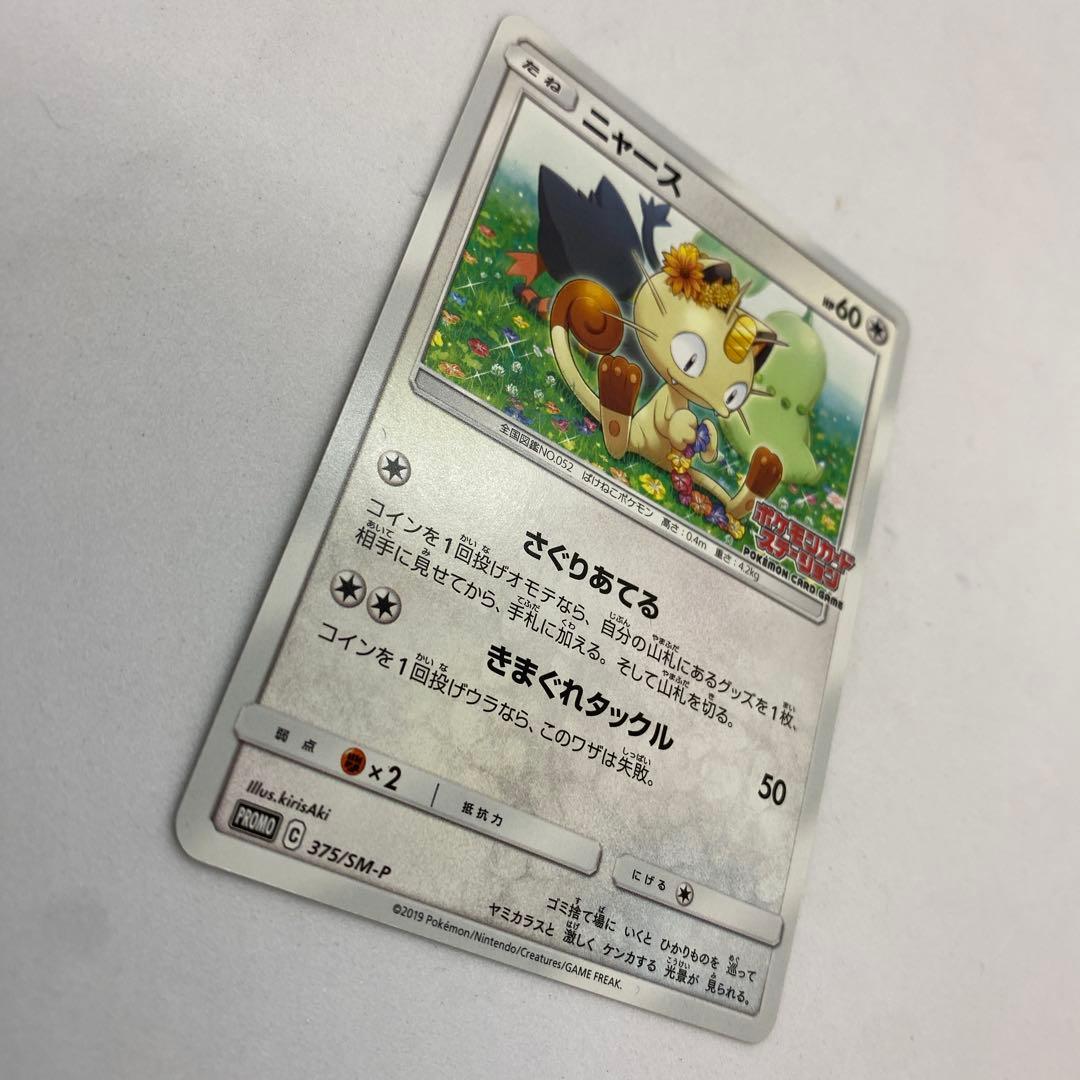 たね
ニャース
HP60
ポケモンカード
ステーション
POKÉMON CARD GAME
全国図鑑NO.052 ばけねこポケモン 高さ：0.4m 重さ：4.2kg
さぐりあてる
コインを1回投げオモテなら、自分の山札にあるグッズを1枚、
相手に見せてから、手札に加える。そして山札を切る。
きまぐれタックル 50
コインを1回投げウラなら、このワザは失敗。
弱点 ×2 抵抗力
にげる
Illus.kirisAki
PROMO C 375/SM-P
ゴミ捨て場に いくと ひかりものを 巡って
ヤミカラスと 激しく ケンカする 光景が 見られる。
©2019 Pokémon/Nintendo/Creatures/GAME FREAK.